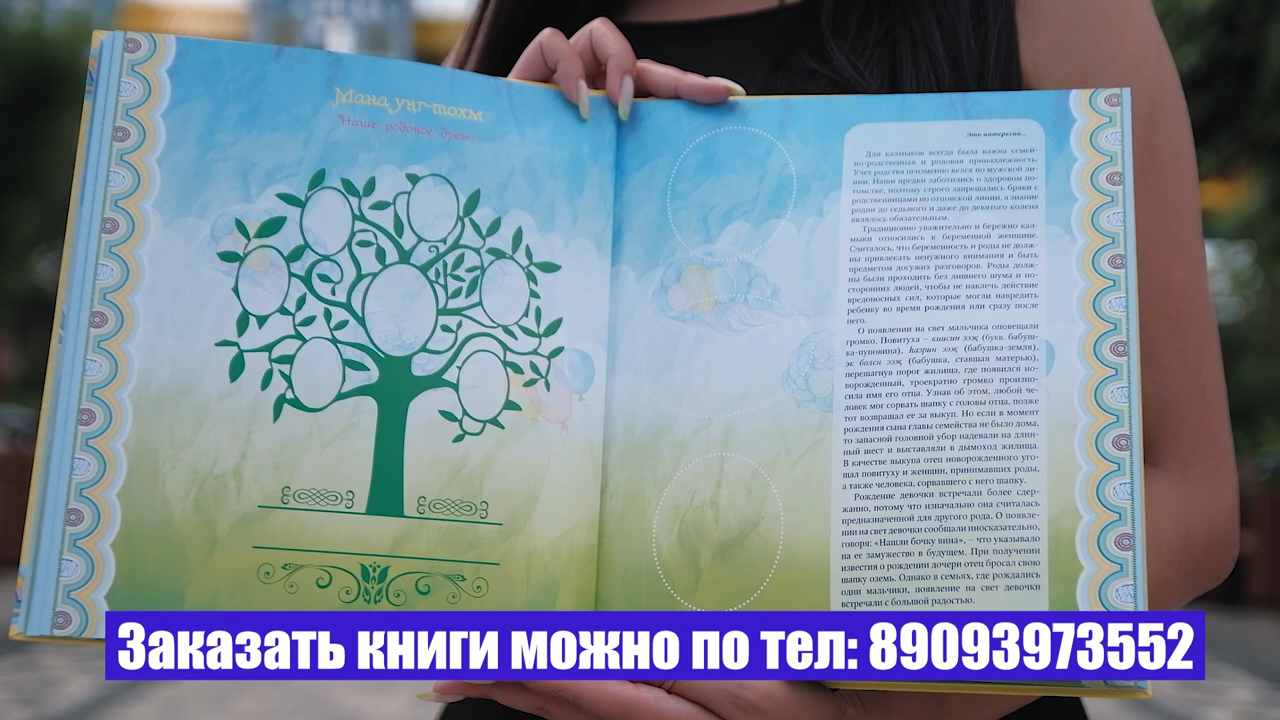 Мана уңг-тохм
Наше родовое древо
Это интересно...
Для калмыков всегда была важна семей-
но-родственная и родовая принадлежность.
Учет родства неизменно велся по мужской ли-
нии. Наши предки заботились о здоровом по-
томстве, поэтому строго запрещались браки с
родственницами по отцовской линии, а знание
родни до седьмого и даже до девятого колена
являлось обязательным.
Традиционно уважительно и бережно кал-
мыки относились к беременной женщине.
Считалось, что беременность и роды не долж-
ны привлекать ненужного внимания и быть
предметом досужих разговоров. Роды долж-
ны были проходить без лишнего шума и по-
сторонних людей, чтобы не навлечь действие
вредоносных сил, которые могли навредить
ребенку во время рождения или сразу после
него.
О появлении на свет мальчика оповещали
громко. Повитуха – киисин ээҗ (букв. бабуш-
ка-пуповина), һазрин ээҗ (бабушка-земля),
эк болсн ээҗ (бабушка, ставшая матерью),
перешагнув порог жилища, где появился но-
ворожденный, троекратно громко произно-
сила имя его отца. Узнав об этом, любой че-
ловек мог сорвать шапку с головы отца, позже
тот возвращал ее за выкуп. Но если в момент
рождения сына главы семейства не было дома,
то запасной головной убор надевали на длин-
ный шест и выставляли в дымоход жилища.
В качестве выкупа отец новорожденного уго-
щал повитуху и женщин, принимавших роды,
а также человека, сорвавшего с него шапку.
Рождение девочки встречали более сдер-
жанно, потому что изначально она считалась
предназначенной для другого рода. О появле-
нии на свет девочки сообщали иносказательно,
говоря: «Нашли бочку вина», – что указывало
на ее замужество в будущем. При получении
известия о рождении дочери отец бросал свою
шапку оземь. Однако в семьях, где рождались
одни мальчики, появление на свет девочки
встречали с большой радостью.
Заказать книги можно по тел: 89093973552